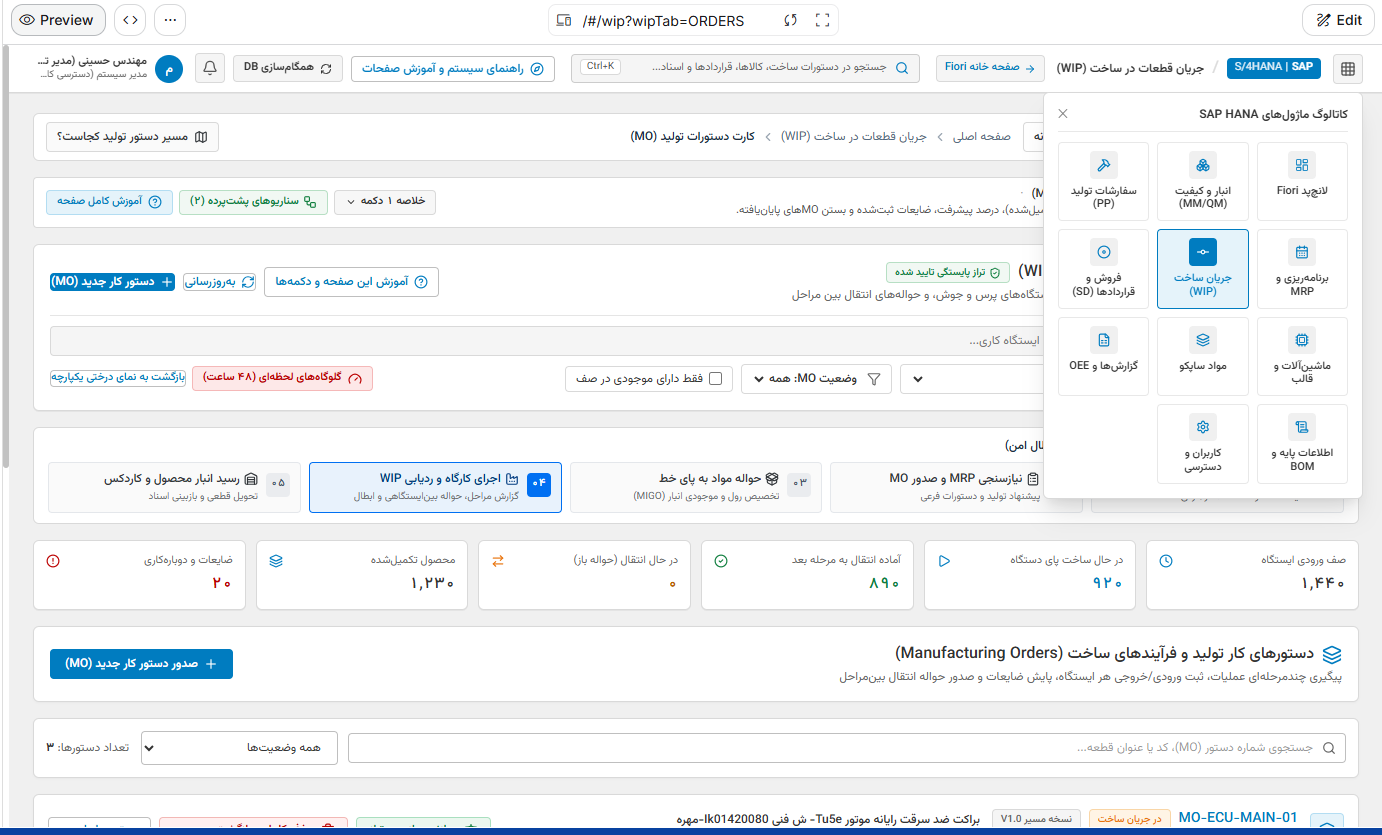 Preview
/#/wip?wipTab=ORDERS
Edit
S/4HANA | SAP
جریان قطعات در ساخت (WIP)
صفحه خانه Fiori
جستجو در دستورات ساخت، کالاها، قراردادها و اسناد...
Ctrl+K
راهنمای سیستم و آموزش صفحات
همگام‌سازی DB
م
مهندس حسینی (مدیر ت...
مدیر سیستم (دسترسی کا...
کاتالوگ ماژول‌های SAP HANA
لانچ‌پد Fiori
انبار و کیفیت (MM/QM)
سفارشات تولید (PP)
برنامه‌ریزی و MRP
جریان ساخت (WIP)
فروش و قراردادها (SD)
ماشین‌آلات و قالب
مواد ساپکو
گزارش‌ها و OEE
اطلاعات پایه و BOM
کاربران و دسترسی
صفحه اصلی
جریان قطعات در ساخت (WIP)
کارت دستورات تولید (MO)
مسیر دستور تولید کجاست؟
خلاصه ۱ دکمه
سناریوهای پشت‌پرده (۲)
آموزش کامل صفحه
میل‌شده)، درصد پیشرفت، ضایعات ثبت‌شده و بستن MOهای پایان‌یافته.
تراز پایستگی تایید شده
آموزش این صفحه و دکمه‌ها
به‌روزرسانی
دستور کار جدید (MO)
ستگاه‌های پرس و جوش، و حواله‌های انتقال بین مراحل
ایستگاه کاری...
وضعیت MO: همه
فقط دارای موجودی در صف
گلوگاه‌های لحظه‌ای (۴۸ ساعت)
بازگشت به نمای درختی یکپارچه
ال امن)
نیازسنجی MRP و صدور MO
پیشنهاد تولید و دستورات فرعی
۰۳
حواله مواد به پای خط
تخصیص رول و موجودی انبار (MIGO)
۰۴
اجرای کارگاه و ردیابی WIP
گزارش مراحل، حواله بین‌ایستگاهی و ابطال
۰۵
رسید انبار محصول و کاردکس
تحویل قطعی و بازبینی اسناد
صف ورودی ایستگاه
۱,۴۴۰
در حال ساخت پای دستگاه
۹۲۰
آماده انتقال به مرحله بعد
۸۹۰
در حال انتقال (حواله باز)
۰
محصول تکمیل‌شده
۱,۲۳۰
ضایعات و دوباره‌کاری
۲۰
دستورهای کار تولید و فرآیندهای ساخت (Manufacturing Orders)
پیگیری چندمرحله‌ای عملیات، ثبت ورودی/خروجی هر ایستگاه، پایش ضایعات و صدور حواله انتقال بین‌مراحل
صدور دستور کار جدید (MO)
جستجوی شماره دستور (MO)، کد یا عنوان قطعه...
همه وضعیت‌ها
تعداد دستورها: ۳
MO-ECU-MAIN-01
در جریان ساخت
نسخه مسیر V1.0
براکت ضد سرقت رایانه موتور Tu5e- ش فنی lk01420080-مهره